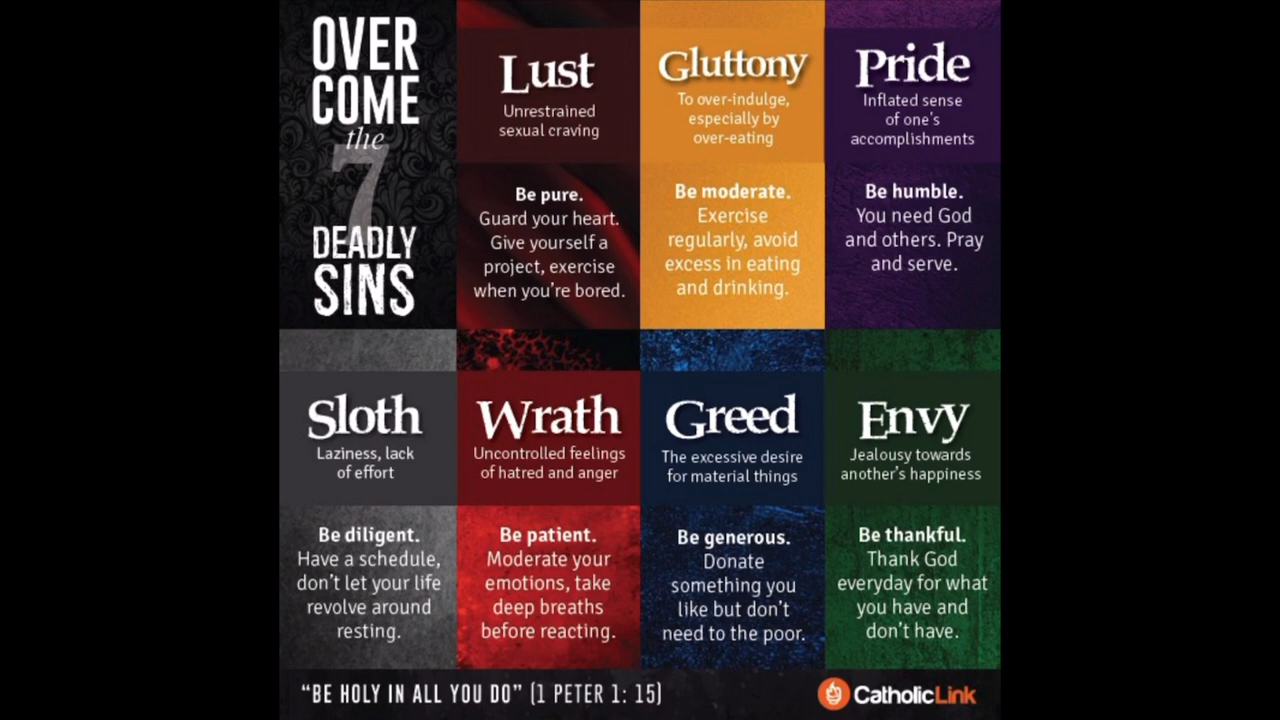 OVER
COME
the
7
DEADLY
SINS
Lust
Unrestrained
sexual craving
Be pure.
Guard your heart.
Give yourself a
project, exercise
when you're bored.
Gluttony
To over-indulge,
especially by
over-eating
Be moderate.
Exercise
regularly, avoid
excess in eating
and drinking.
Pride
Inflated sense
of one's
accomplishments
Be humble.
You need God
and others. Pray
and serve.
Sloth
Laziness, lack
of effort
Be diligent.
Have a schedule,
don't let your life
revolve around
resting.
Wrath
Uncontrolled feelings
of hatred and anger
Be patient.
Moderate your
emotions, take
deep breaths
before reacting.
Greed
The excessive desire
for material things
Be generous.
Donate
something you
like but don't
need to the poor.
Envy
Jealousy towards
another's happiness
Be thankful.
Thank God
everyday for what
you have and
don't have.
“BE HOLY IN ALL YOU DO” (1 PETER 1: 15)
CatholicLink